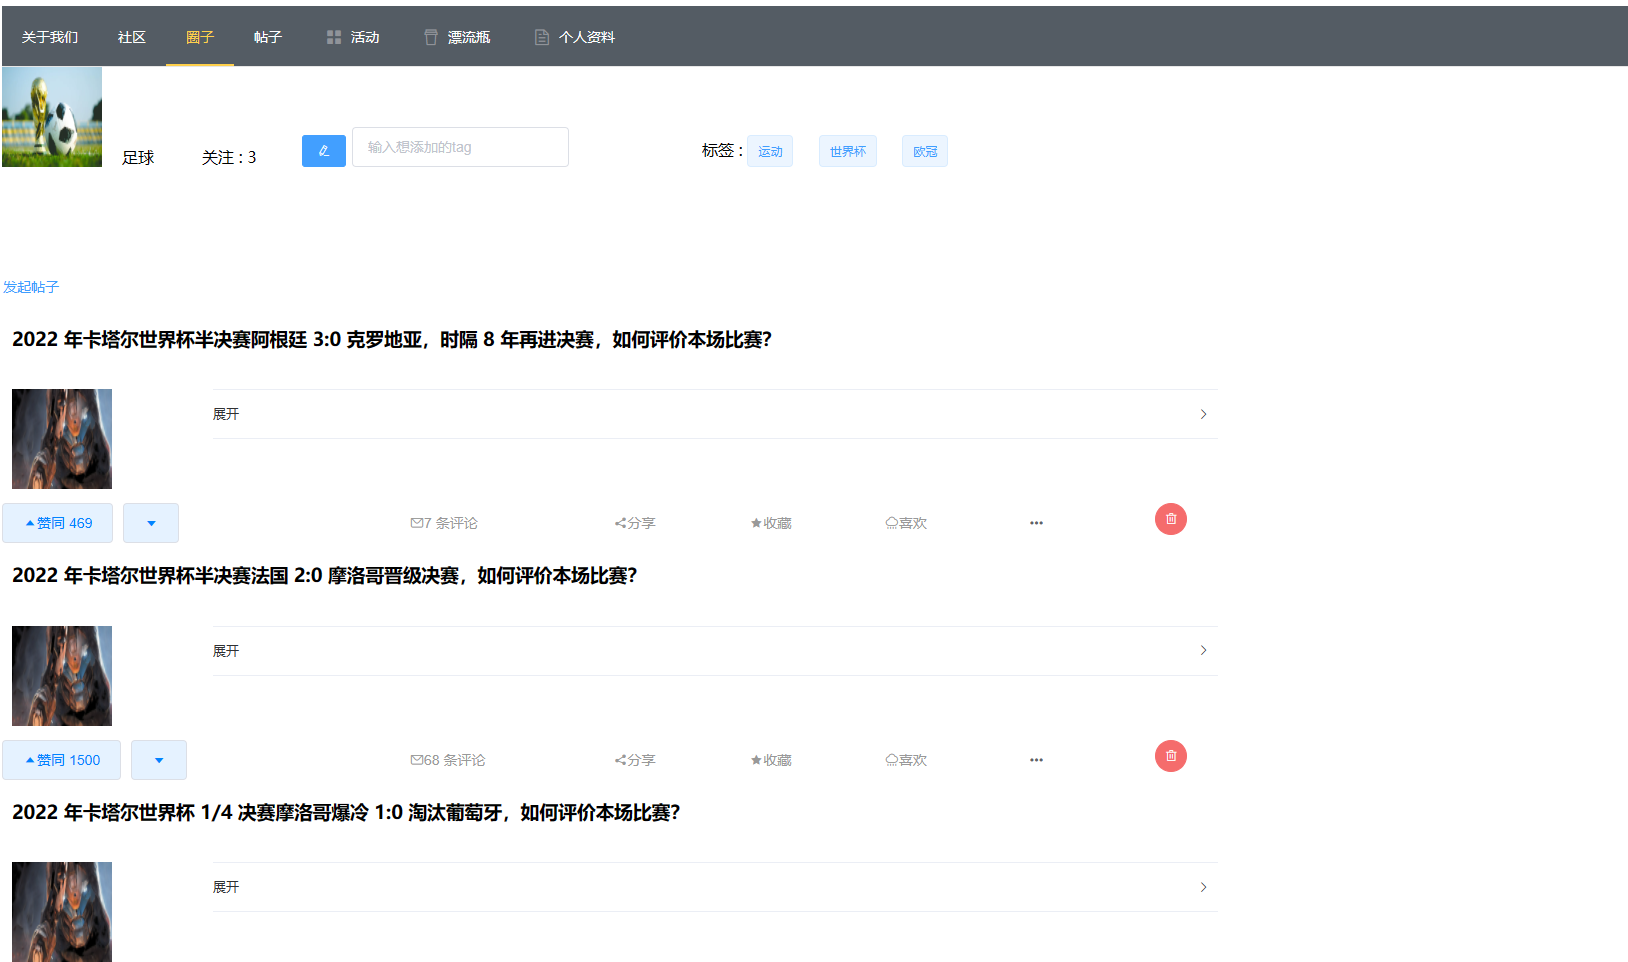 关于我们 社区 圈子 帖子 活动 漂流瓶 个人资料
足球 关注 : 3 输入想添加的tag 标签 : 运动 世界杯 欧冠
发起帖子
2022 年卡塔尔世界杯半决赛阿根廷 3:0 克罗地亚，时隔 8 年再进决赛，如何评价本场比赛？
展开
赞同 469 7 条评论 分享 收藏 喜欢
2022 年卡塔尔世界杯半决赛法国 2:0 摩洛哥晋级决赛，如何评价本场比赛？
展开
赞同 1500 68 条评论 分享 收藏 喜欢
2022 年卡塔尔世界杯 1/4 决赛摩洛哥爆冷 1:0 淘汰葡萄牙，如何评价本场比赛？
展开